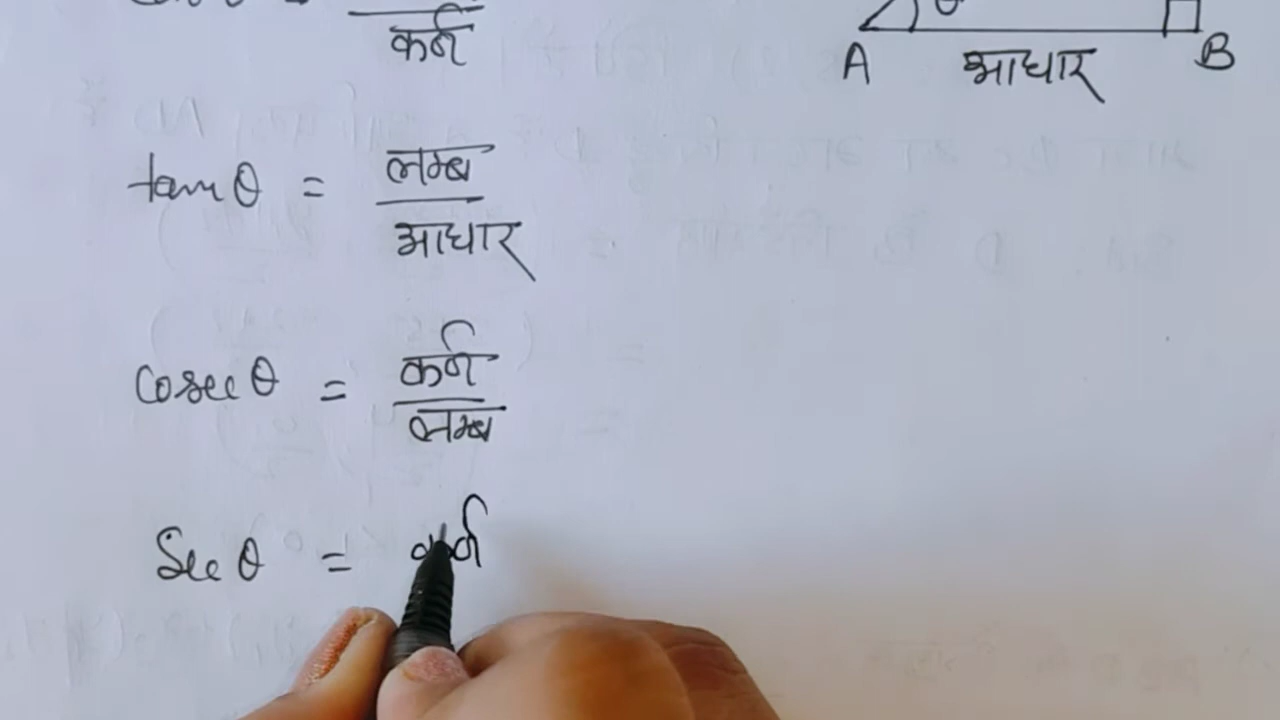 कर्ण
A आधार B
tan θ = लम्ब
आधार
cosec θ = कर्ण
लम्ब
Sec θ = कर्ण